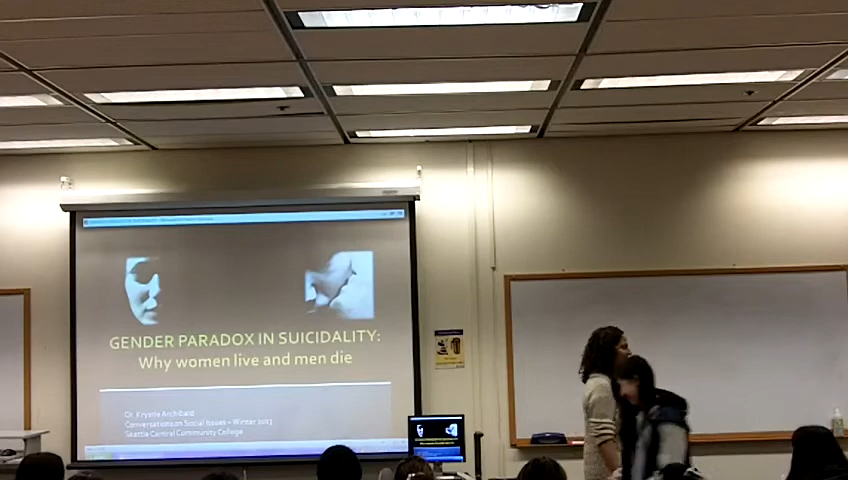 GENDER PARADOX IN SUICIDALITY:
Why women live and men die
Dr. Krystle Archibald
Conversations on Social Issues – Winter 2013
Seattle Central Community College